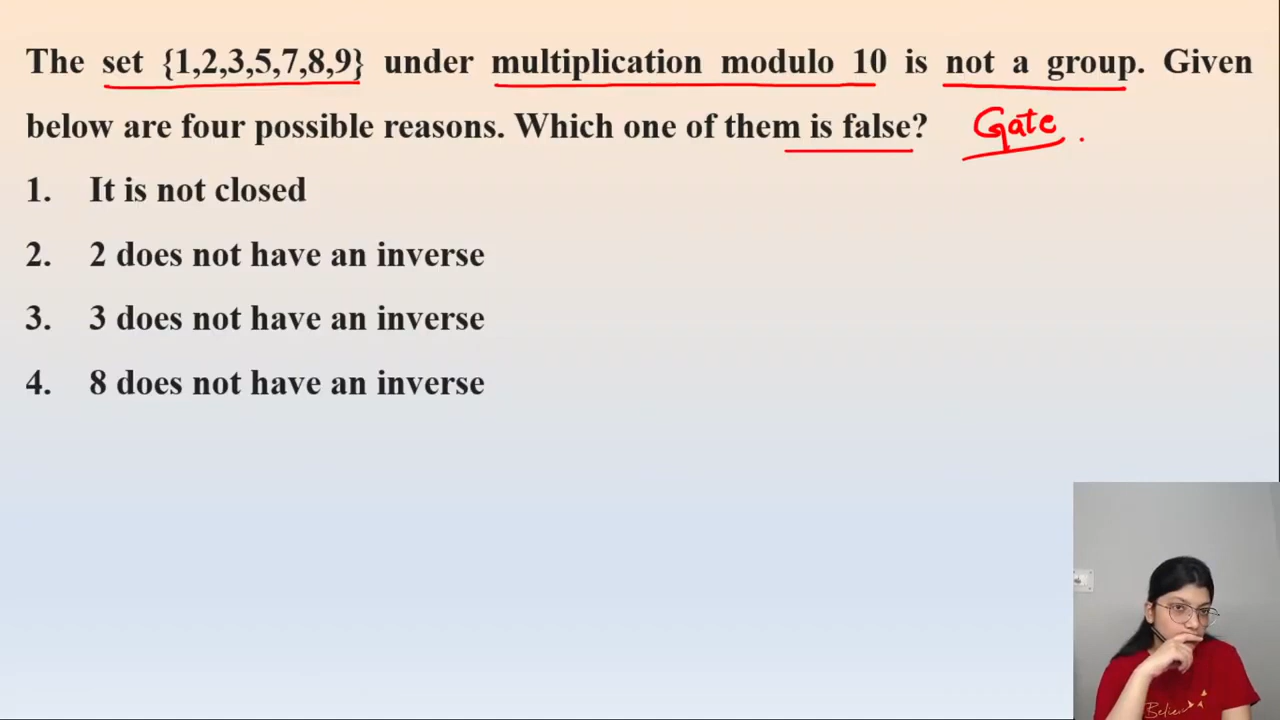 The set {1,2,3,5,7,8,9} under multiplication modulo 10 is not a group. Given
below are four possible reasons. Which one of them is false? Gate.
1. It is not closed
2. 2 does not have an inverse
3. 3 does not have an inverse
4. 8 does not have an inverse
Believe